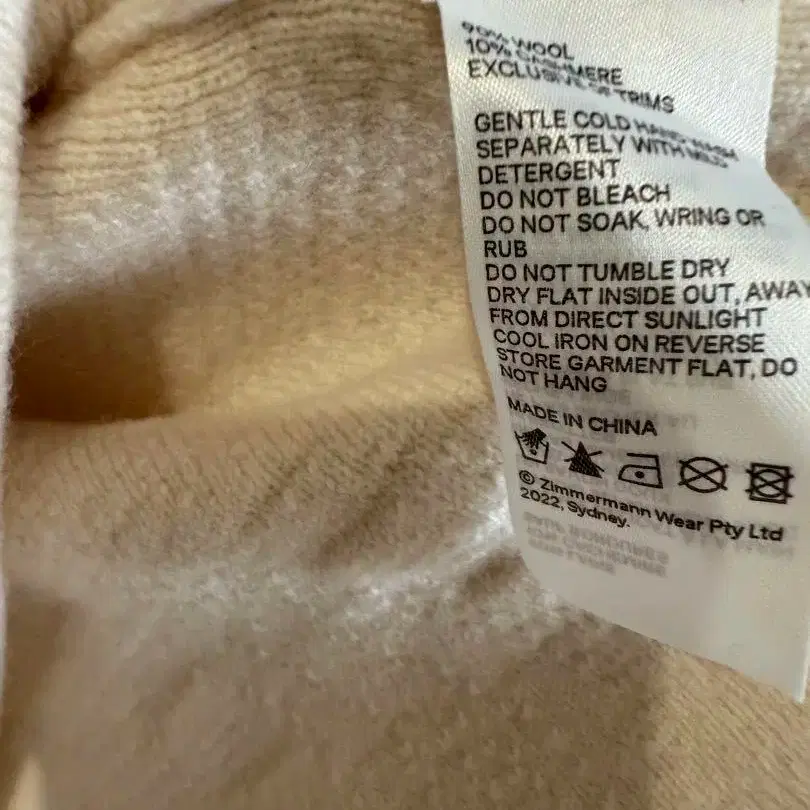 90% WOOL
10% CASHMERE
EXCLUSIVE OF TRIMS
GENTLE COLD HAND WASH
SEPARATELY WITH MILD
DETERGENT
DO NOT BLEACH
DO NOT SOAK, WRING OR
RUB
DO NOT TUMBLE DRY
DRY FLAT INSIDE OUT, AWAY
FROM DIRECT SUNLIGHT
COOL IRON ON REVERSE
STORE GARMENT FLAT, DO
NOT HANG
MADE IN CHINA
© Zimmermann Wear Pty Ltd
2022, Sydney.